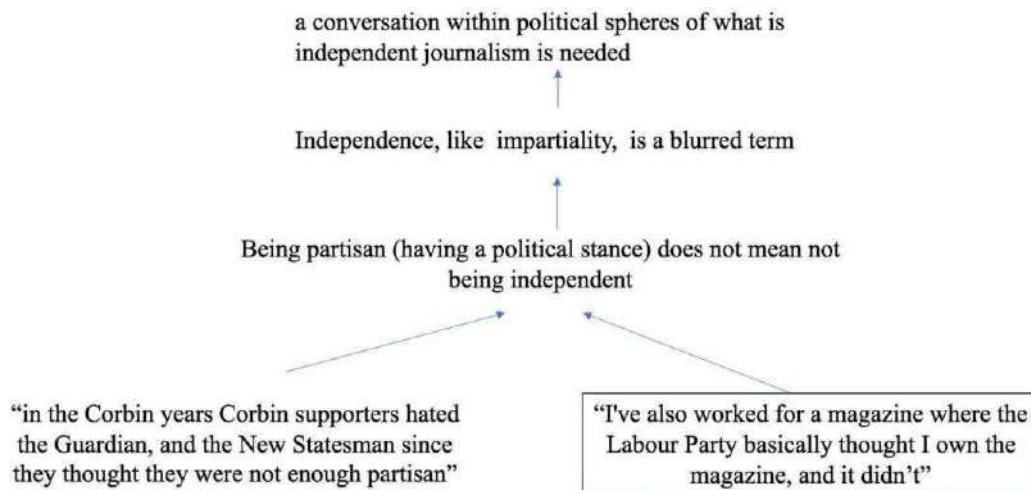 a conversation within political spheres of what is
independent journalism is needed
Independence, like impartiality, is a blurred term
Being partisan (having a political stance) does not mean not
being independent
“in the Corbin years Corbin supporters hated
the Guardian, and the New Statesman since
they thought they were not enough partisan”
“I've also worked for a magazine where the
Labour Party basically thought I own the
magazine, and it didn’t”